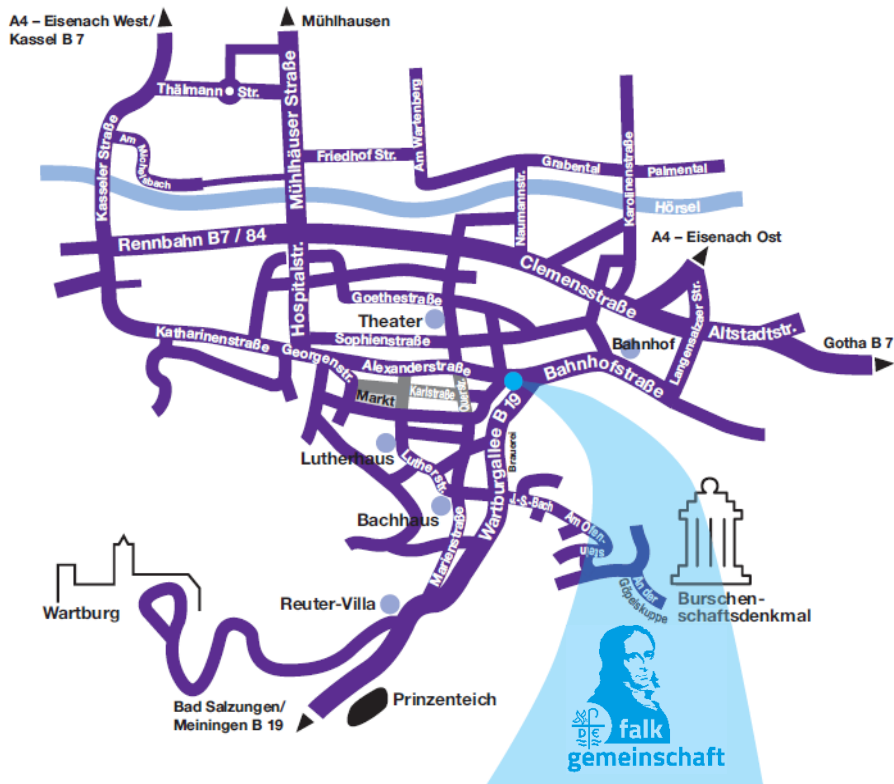 A4 – Eisenach West/
Kassel B 7
Mühlhausen
Thälmann Str.
Mühlhäuser Straße
Am Wartenberg
Karolinenstraße
Kasseler Straße
Am
Michelsbach
Friedhof Str.
Grabental
Palmental
Naumannstr.
Hörsel
Rennbahn B7 / 84
A4 – Eisenach Ost
Clemensstraße
Hospitalstr.
Goethestraße
Theater
Langensalzaer Str.
Altstadtstr.
Katharinenstraße
Sophienstraße
Bahnhof
Gotha B 7
Georgenstr.
Alexanderstraße
Bahnhofstraße
Markt
Karlstraße
Querstr.
Wartburgallee B 19
Brauerei
Lutherhaus
Lutherstr.
J.-S.-Bach
Bachhaus
Marienstraße
Am Ofen-
stein
An der
Göpelskuppe
Wartburg
Reuter-Villa
Burschen-
schaftsdenkmal
Bad Salzungen/
Meiningen B 19
Prinzenteich
D E
falk
gemeinschaft